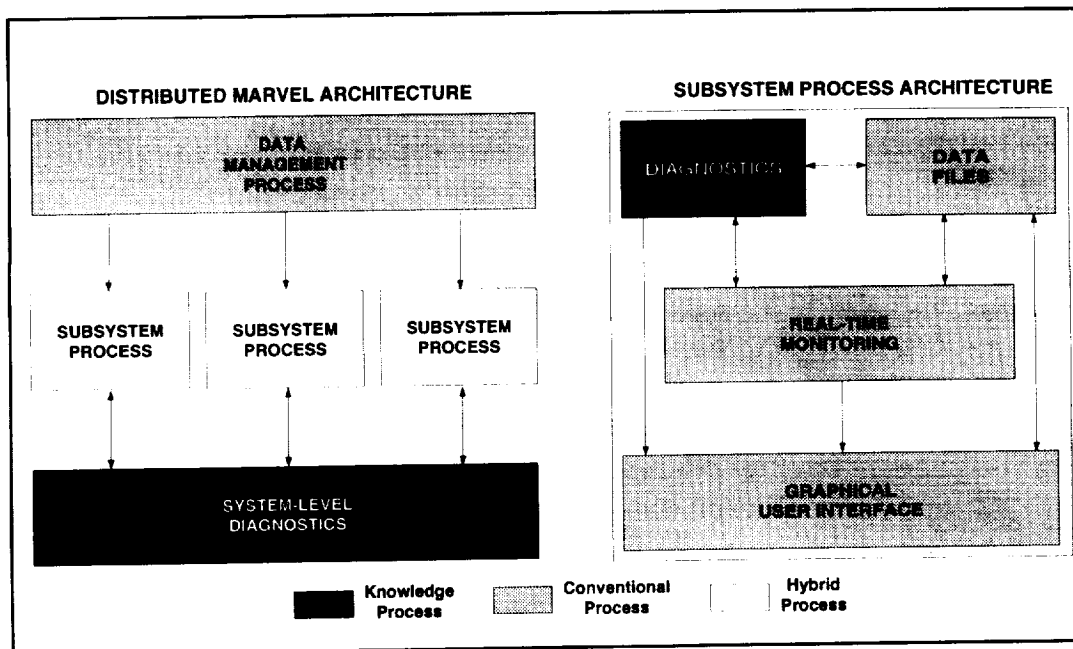 DISTRIBUTED MARVEL ARCHITECTURE
DATA
MANAGEMENT
PROCESS
SUBSYSTEM
PROCESS
SUBSYSTEM
PROCESS
SUBSYSTEM
PROCESS
SYSTEM-LEVEL
DIAGNOSTICS
SUBSYSTEM PROCESS ARCHITECTURE
DIAGNOSTICS
DATA
FILES
REAL-TIME
MONITORING
GRAPHICAL
USER INTERFACE
Knowledge
Process
Conventional
Process
Hybrid
Process